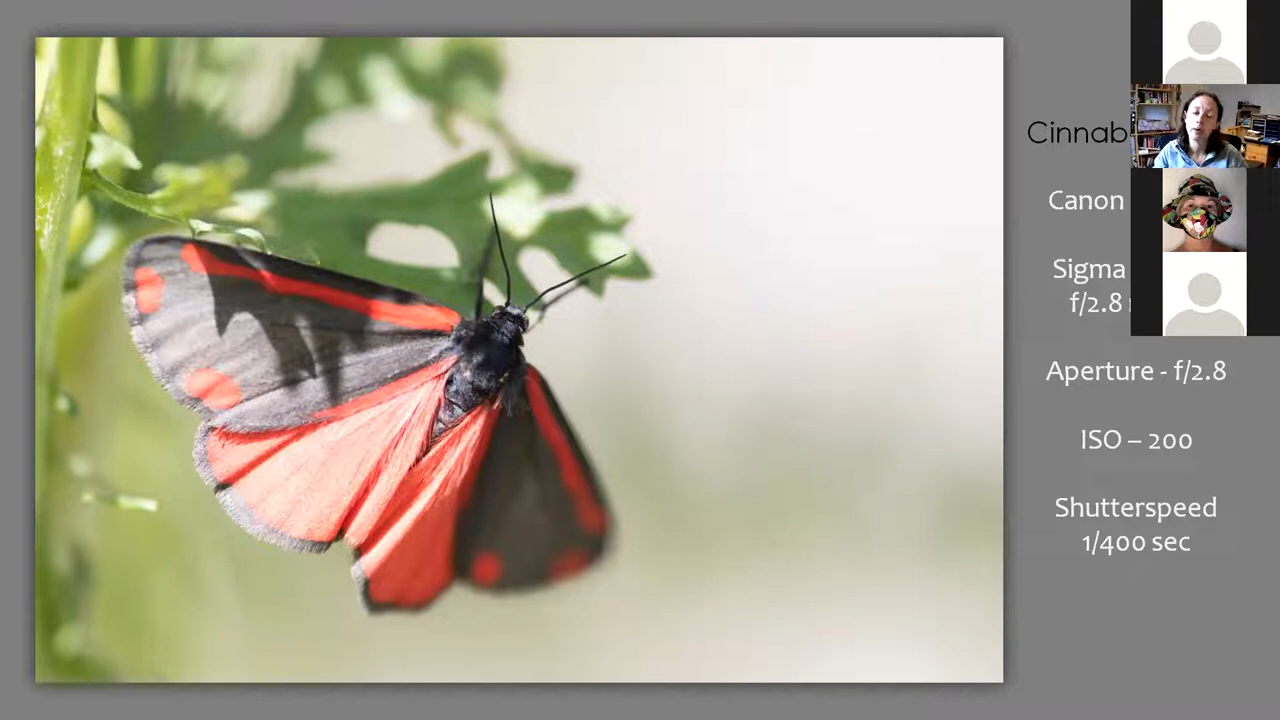 Cinnab
Canon
Sigma
f/2.8
Aperture - f/2.8
ISO – 200
Shutterspeed
1/400 sec